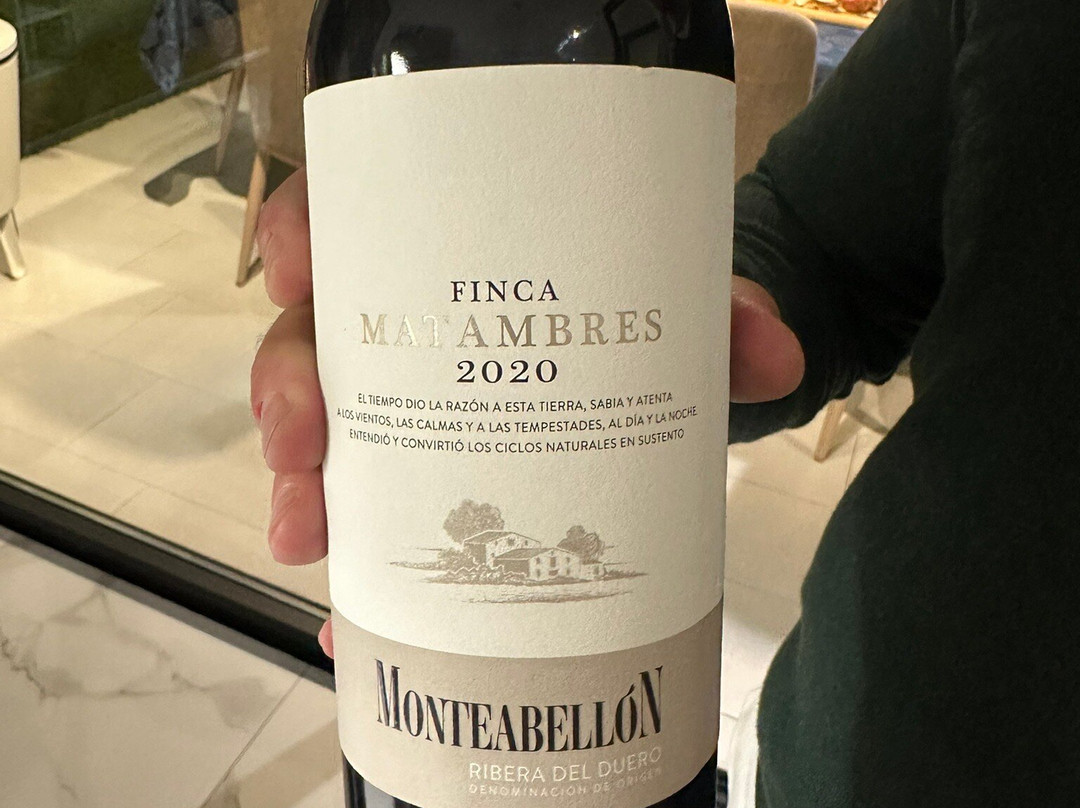 FINCA
MATAMBRES
2020
EL TIEMPO DIO LA RAZÓN A ESTA TIERRA, SABIA Y ATENTA
A LOS VIENTOS, LAS CALMAS Y A LAS TEMPESTADES, AL DÍA Y LA NOCHE.
ENTENDIÓ Y CONVIRTIÓ LOS CICLOS NATURALES EN SUSTENTO
MONTEABELLÓN
RIBERA DEL DUERO
DENOMINACIÓN DE ORIGEN